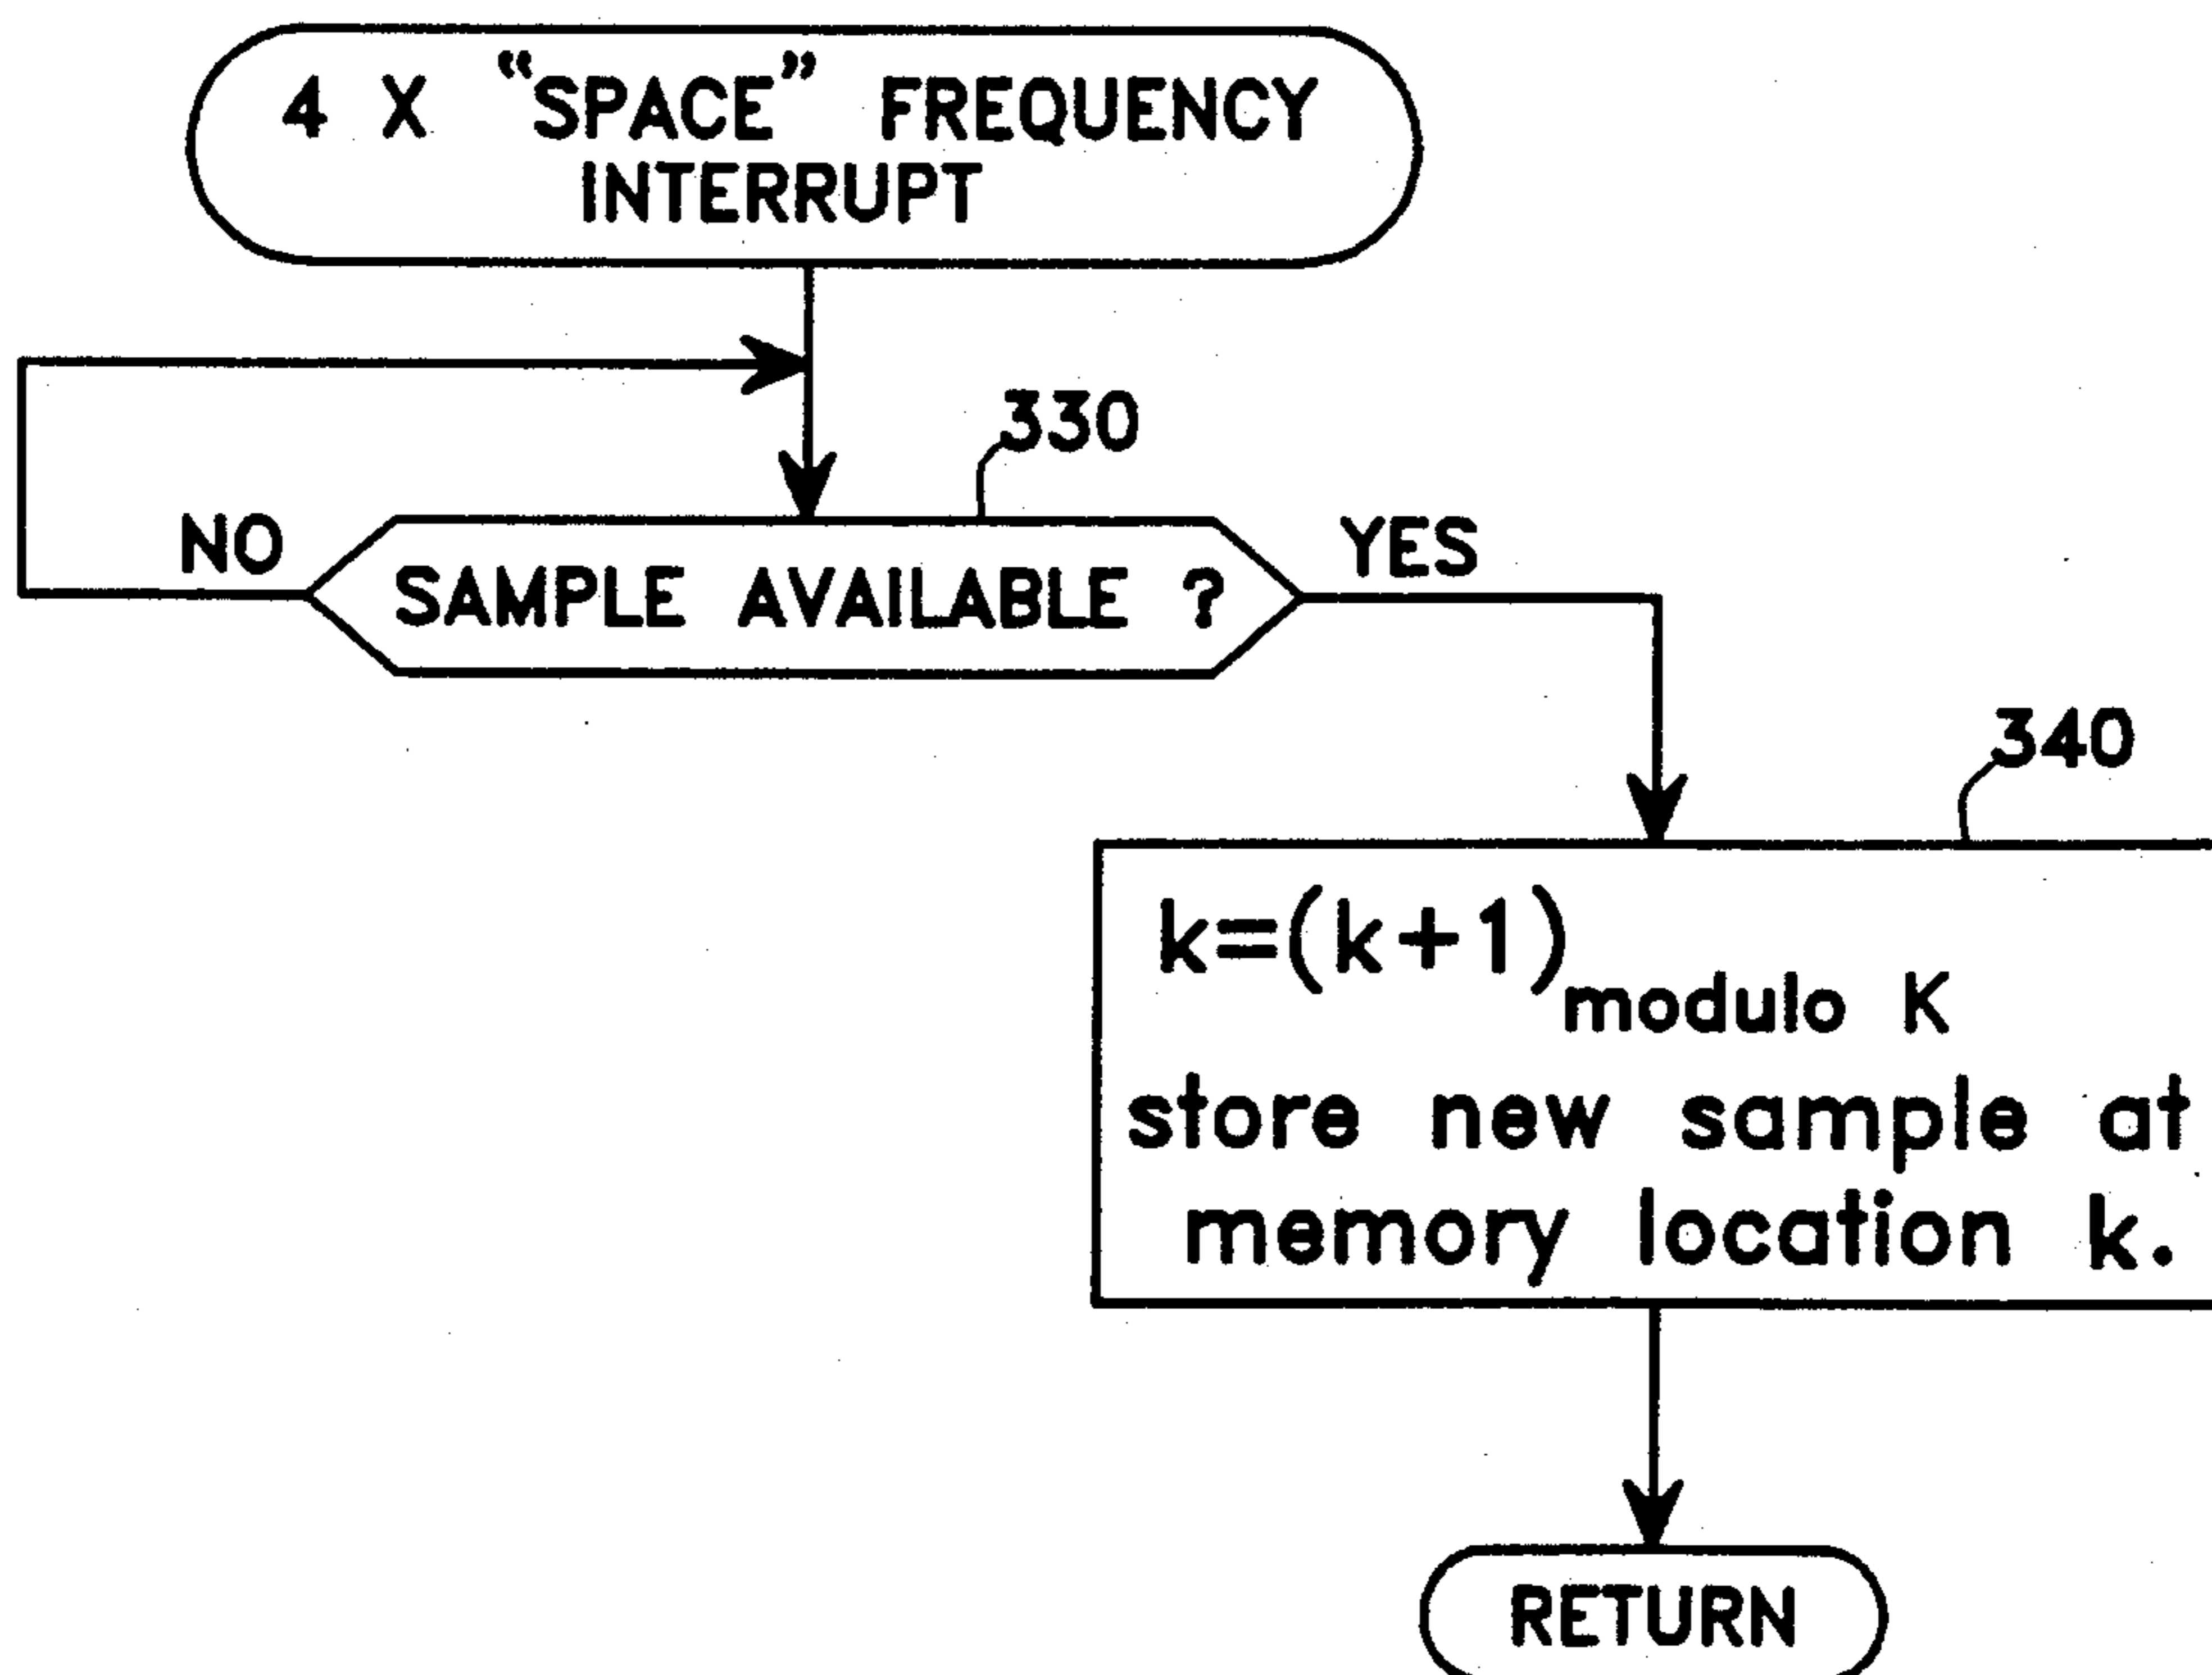 4 X “SPACE” FREQUENCY
INTERRUPT
330
NO
YES
SAMPLE AVAILABLE ?
340
k=(k+1)modulo K
store new sample at
memory location k.
RETURN